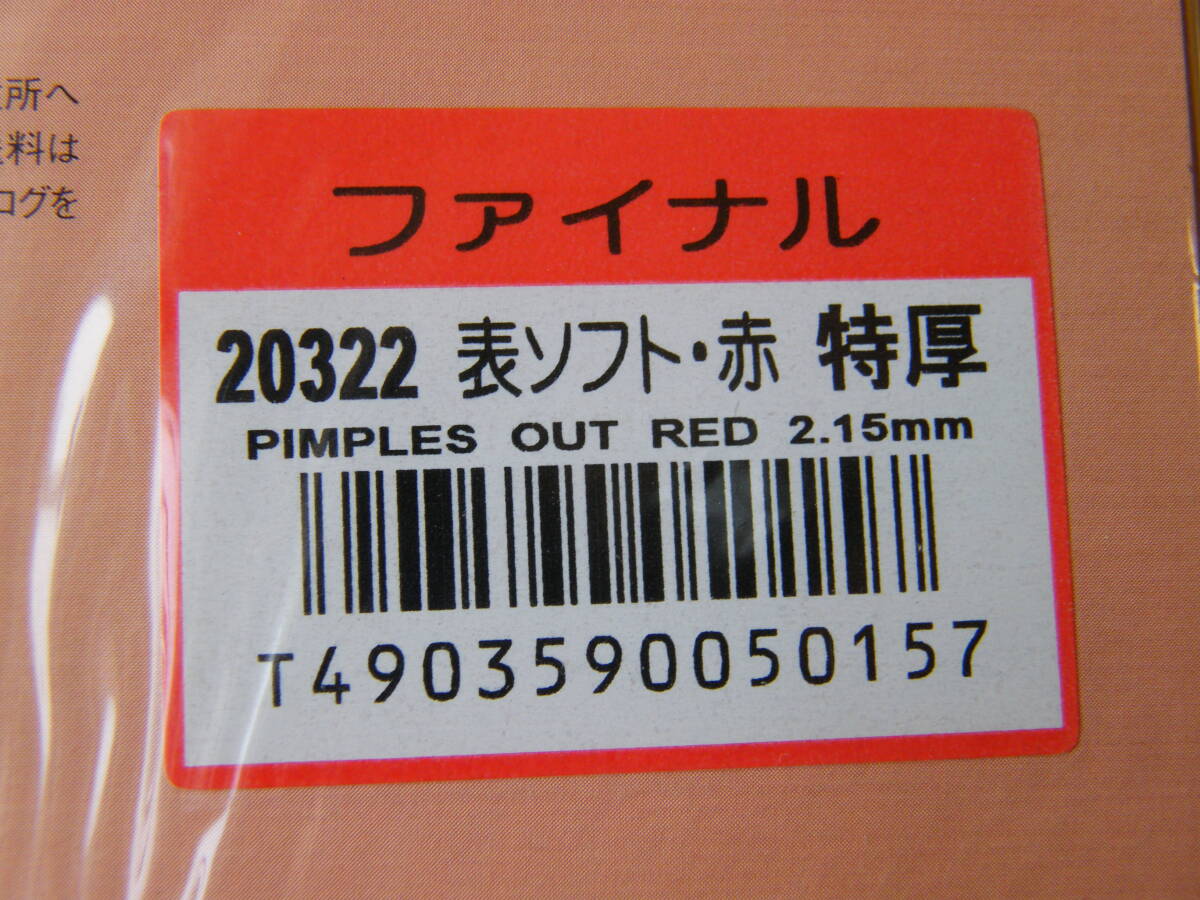 所へ
料は
ログを
ファイナル
20322 表ソフト・赤 特厚
PIMPLES OUT RED 2.15mm
T4903590050157